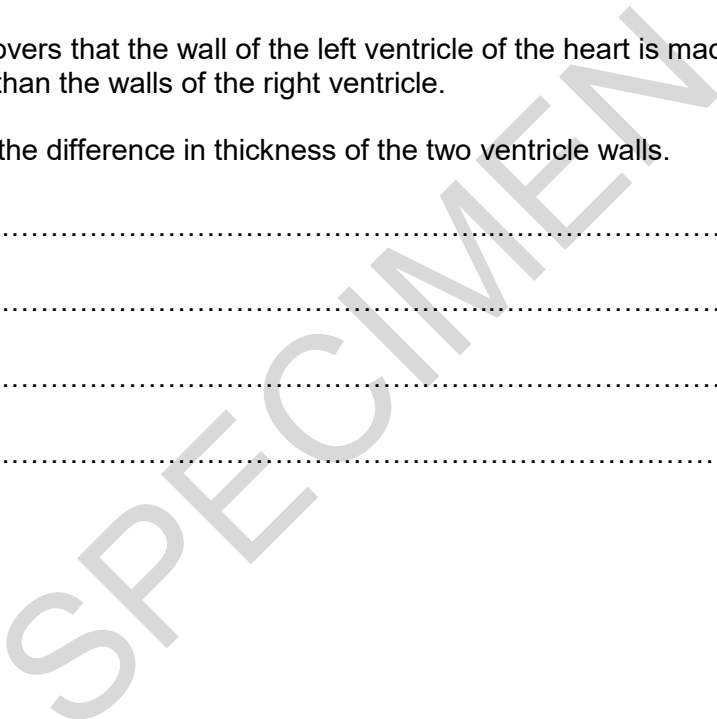 overs that the wall of the left ventricle of the heart is mac
than the walls of the right ventricle.
the difference in thickness of the two ventricle walls.
SPECIMEN